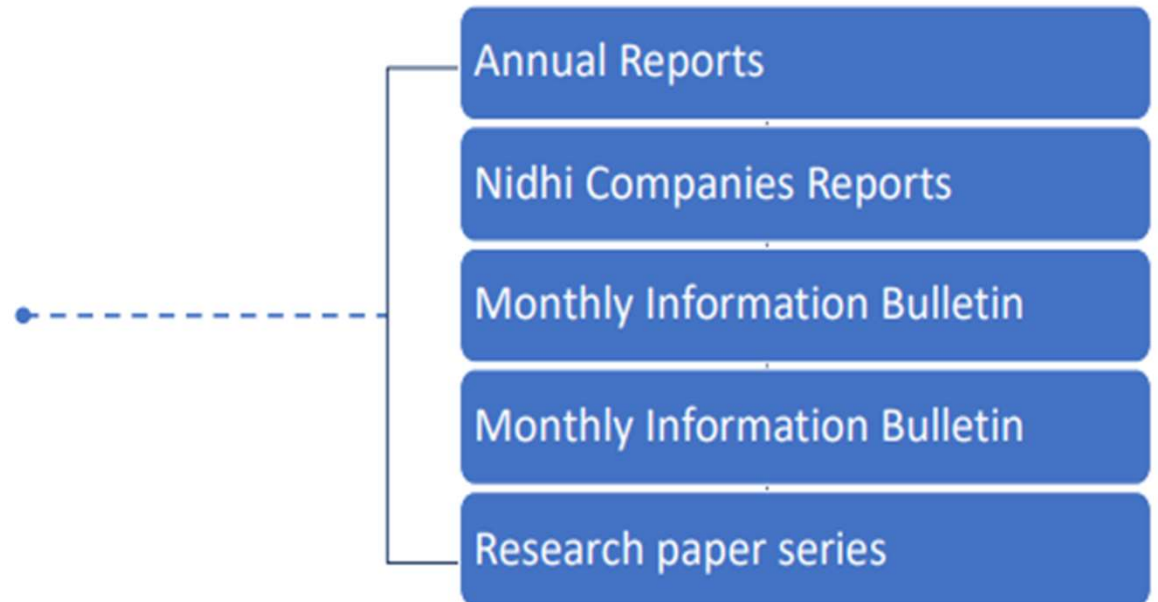 Annual Reports
Nidhi Companies Reports
Monthly Information Bulletin
Monthly Information Bulletin
Research paper series